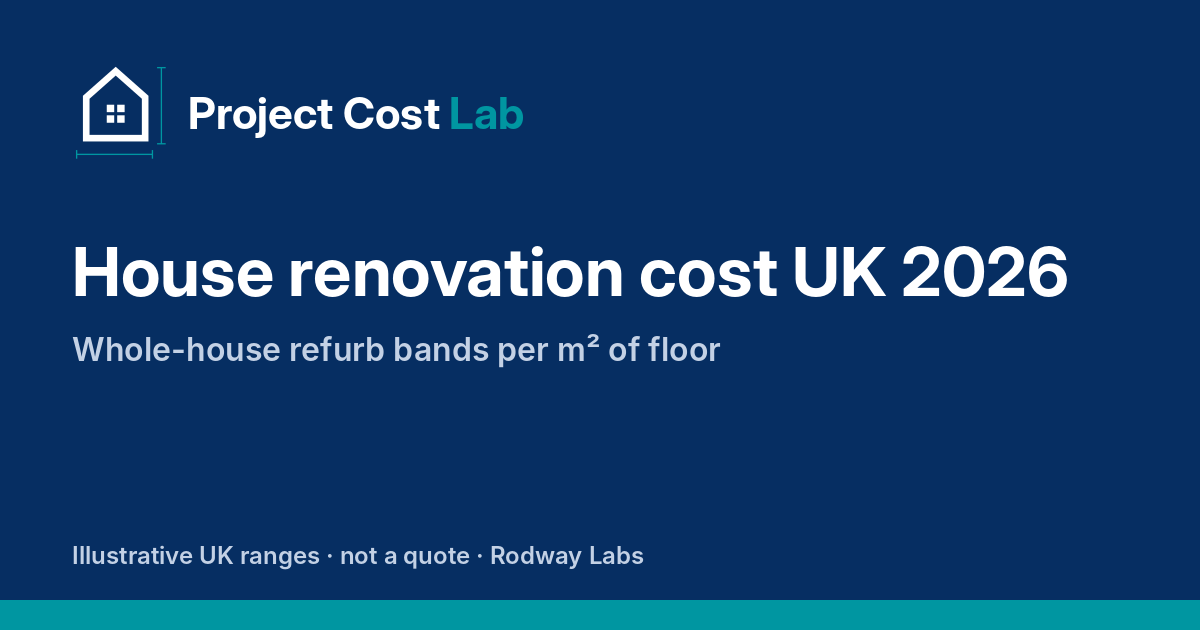 Project Cost Lab
House renovation cost UK 2026
Whole-house refurb bands per m² of floor
Illustrative UK ranges · not a quote · Rodway Labs